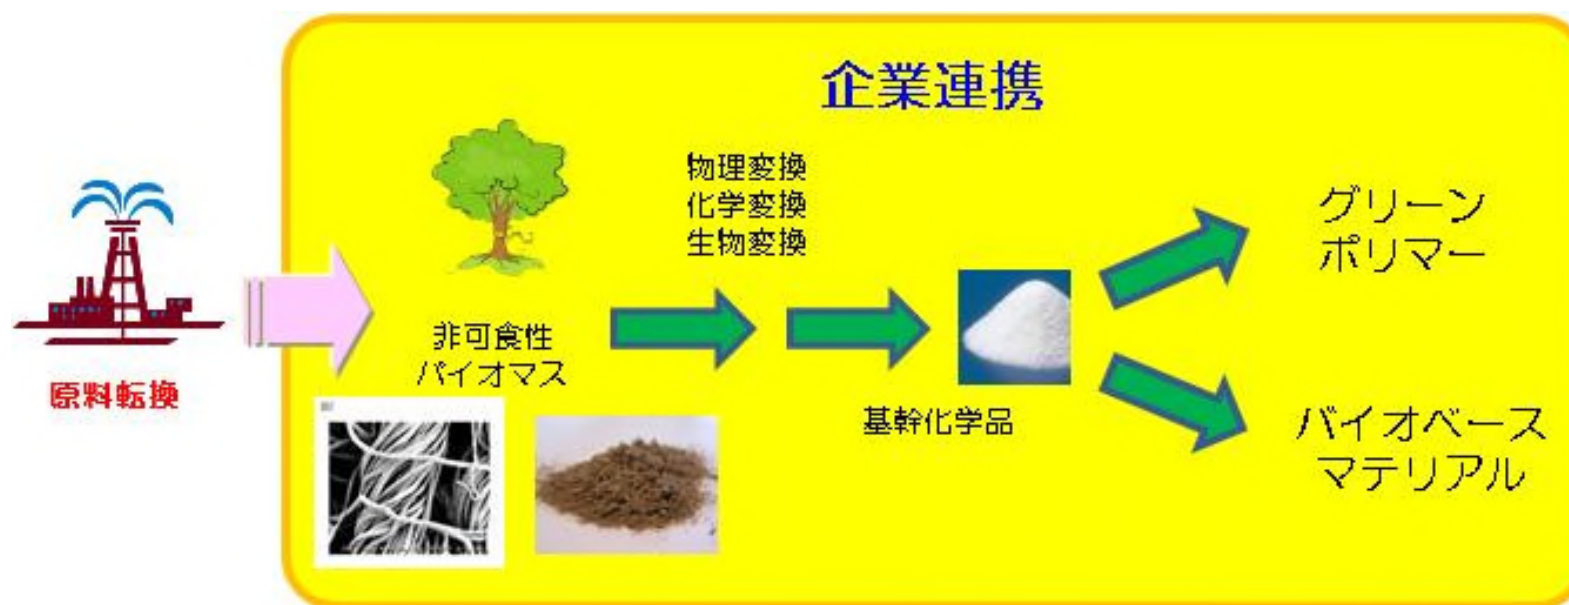 企業連携
物理変換
化学変換
生物変換
グリーン
ポリマー
非可食性
バイオマス
原料転換
基幹化学品
バイオベース
マテリアル